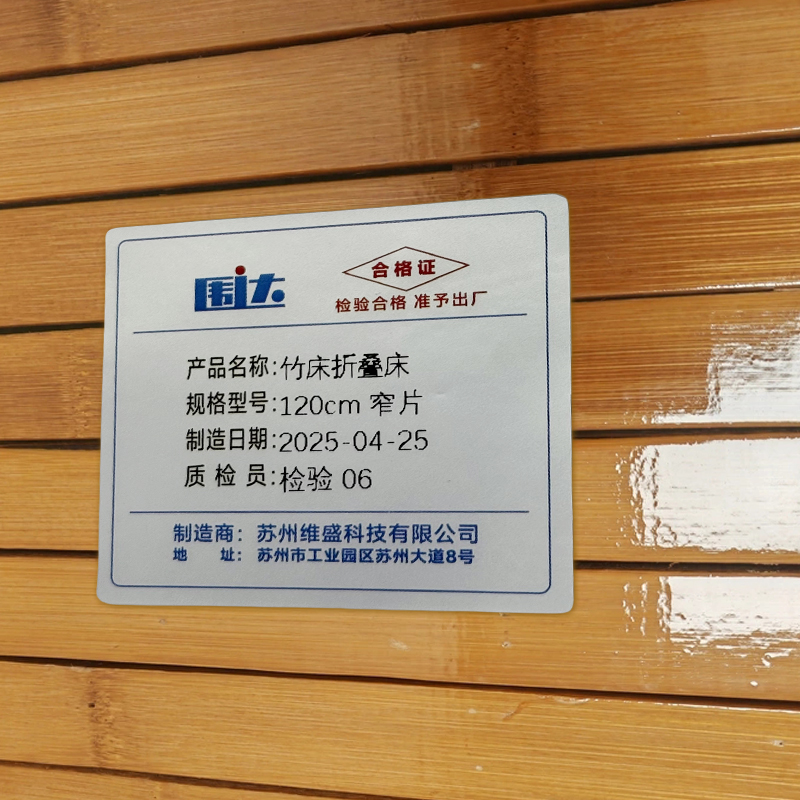 围达
合格证
检验合格 准予出厂
产品名称:竹床折叠床
规格型号:120cm 窄片
制造日期:2025-04-25
质检员:检验 06
制造商：苏州维盛科技有限公司
地址：苏州市工业园区苏州大道8号